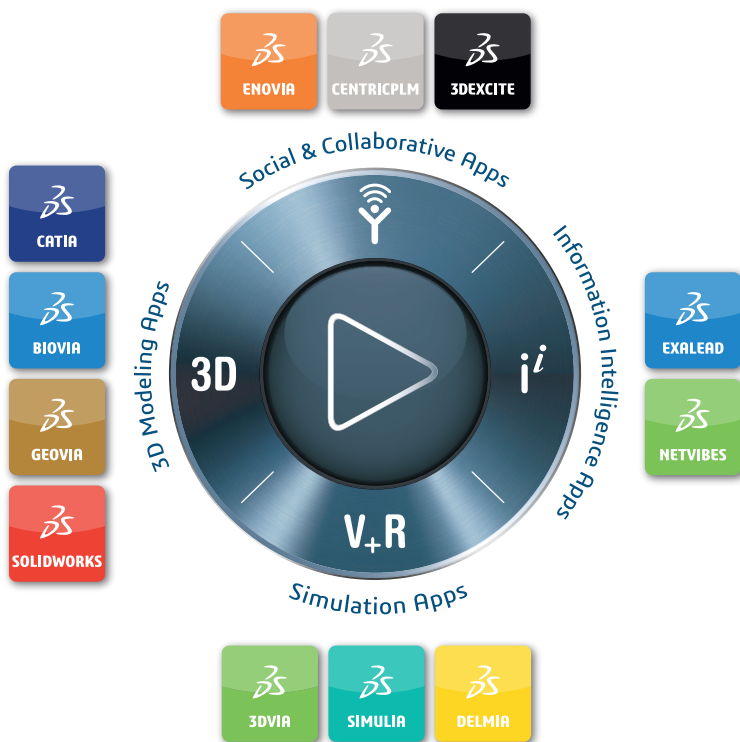 ENOVIA
CENTRICPLM
3DEXCITE
Social & Collaborative Apps
CATIA
BIOVIA
GEOVIA
SOLIDWORKS
3D Modeling Apps
3D
i i
V+R
Information Intelligence Apps
EXALEAD
NETVIBES
Simulation Apps
3DVIA
SIMULIA
DELMIA